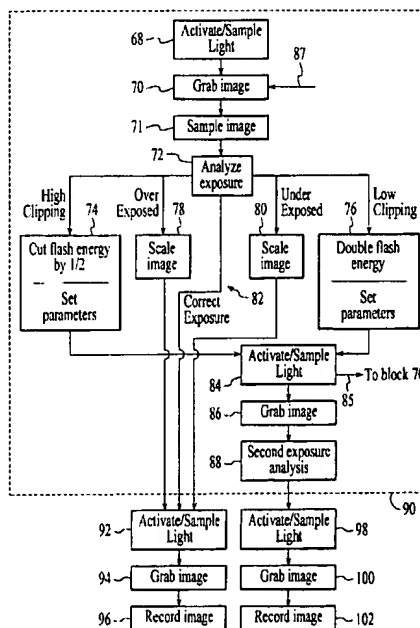 68
Activate/Sample
Light
87
70
Grab image
71
Sample image
72
Analyze
exposure
High
Clipping
74
Over
Exposed
78
Under
Exposed
80
76
Low
Clipping
Cut flash energy
by 1/2
Set
parameters
Scale
image
Correct
Exposure
82
Scale
image
Double flash
energy
Set
parameters
Activate/Sample
Light
84
85
To block 70
86
Grab image
88
Second exposure
analysis
90
92
Activate/Sample
Light
Activate/Sample
Light
98
94
Grab image
Grab image
100
96
Record image
Record image
102